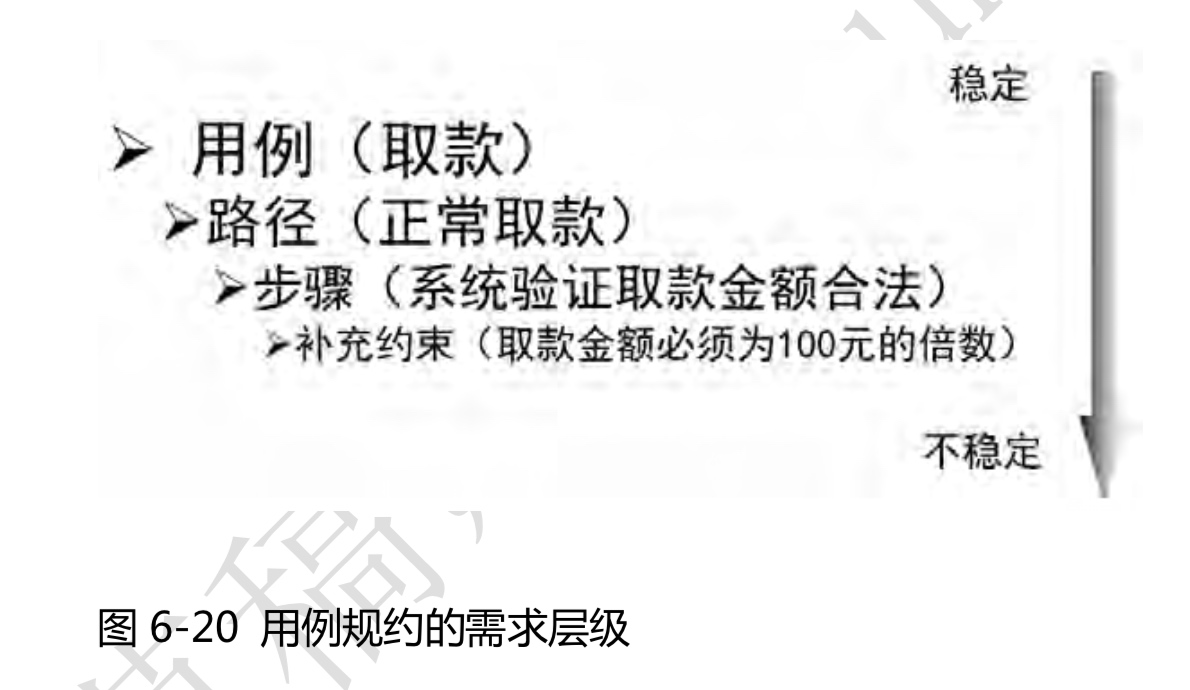 稳定
➢ 用例（取款）
➢路径（正常取款）
➢步骤（系统验证取款金额合法）
➢补充约束（取款金额必须为100元的倍数）
不稳定
图 6-20 用例规约的需求层级